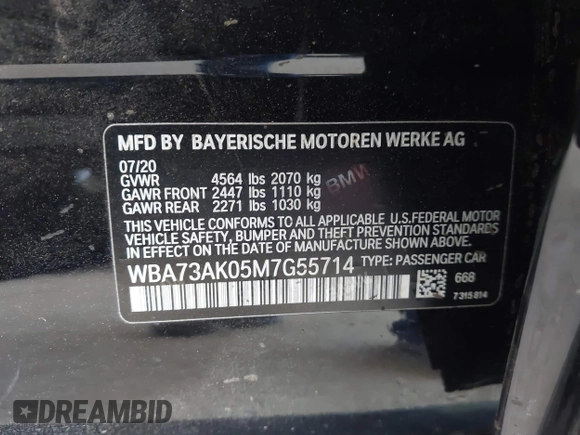 MFD BY BAYERISCHE MOTOREN WERKE AG
07/20
GVWR 4564 lbs 2070 kg
GAWR FRONT 2447 lbs 1110 kg
GAWR REAR 2271 lbs 1030 kg
BMW
THIS VEHICLE CONFORMS TO ALL APPLICABLE U.S.FEDERAL MOTOR
VEHICLE SAFETY, BUMPER AND THEFT PREVENTION STANDARDS
IN EFFECT ON THE DATE OF MANUFACTURE SHOWN ABOVE.
WBA73AK05M7G55714 TYPE: PASSENGER CAR
668
7315814
DREAMBID